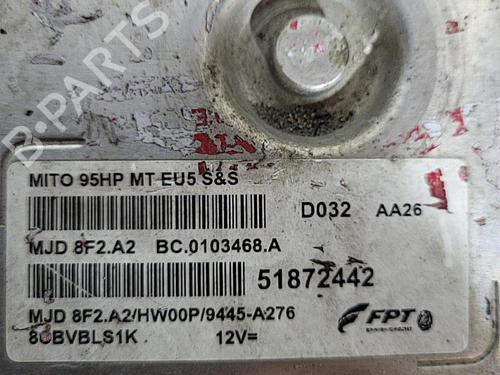 B-PARTS
MITO 95HP MT EU5 S&S
D032 AA26
MJD 8F2.A2 BC.0103468.A
51872442
MJD 8F2.A2/HW00P/9445-A276
8CBVBLS1K 12V=
FPT